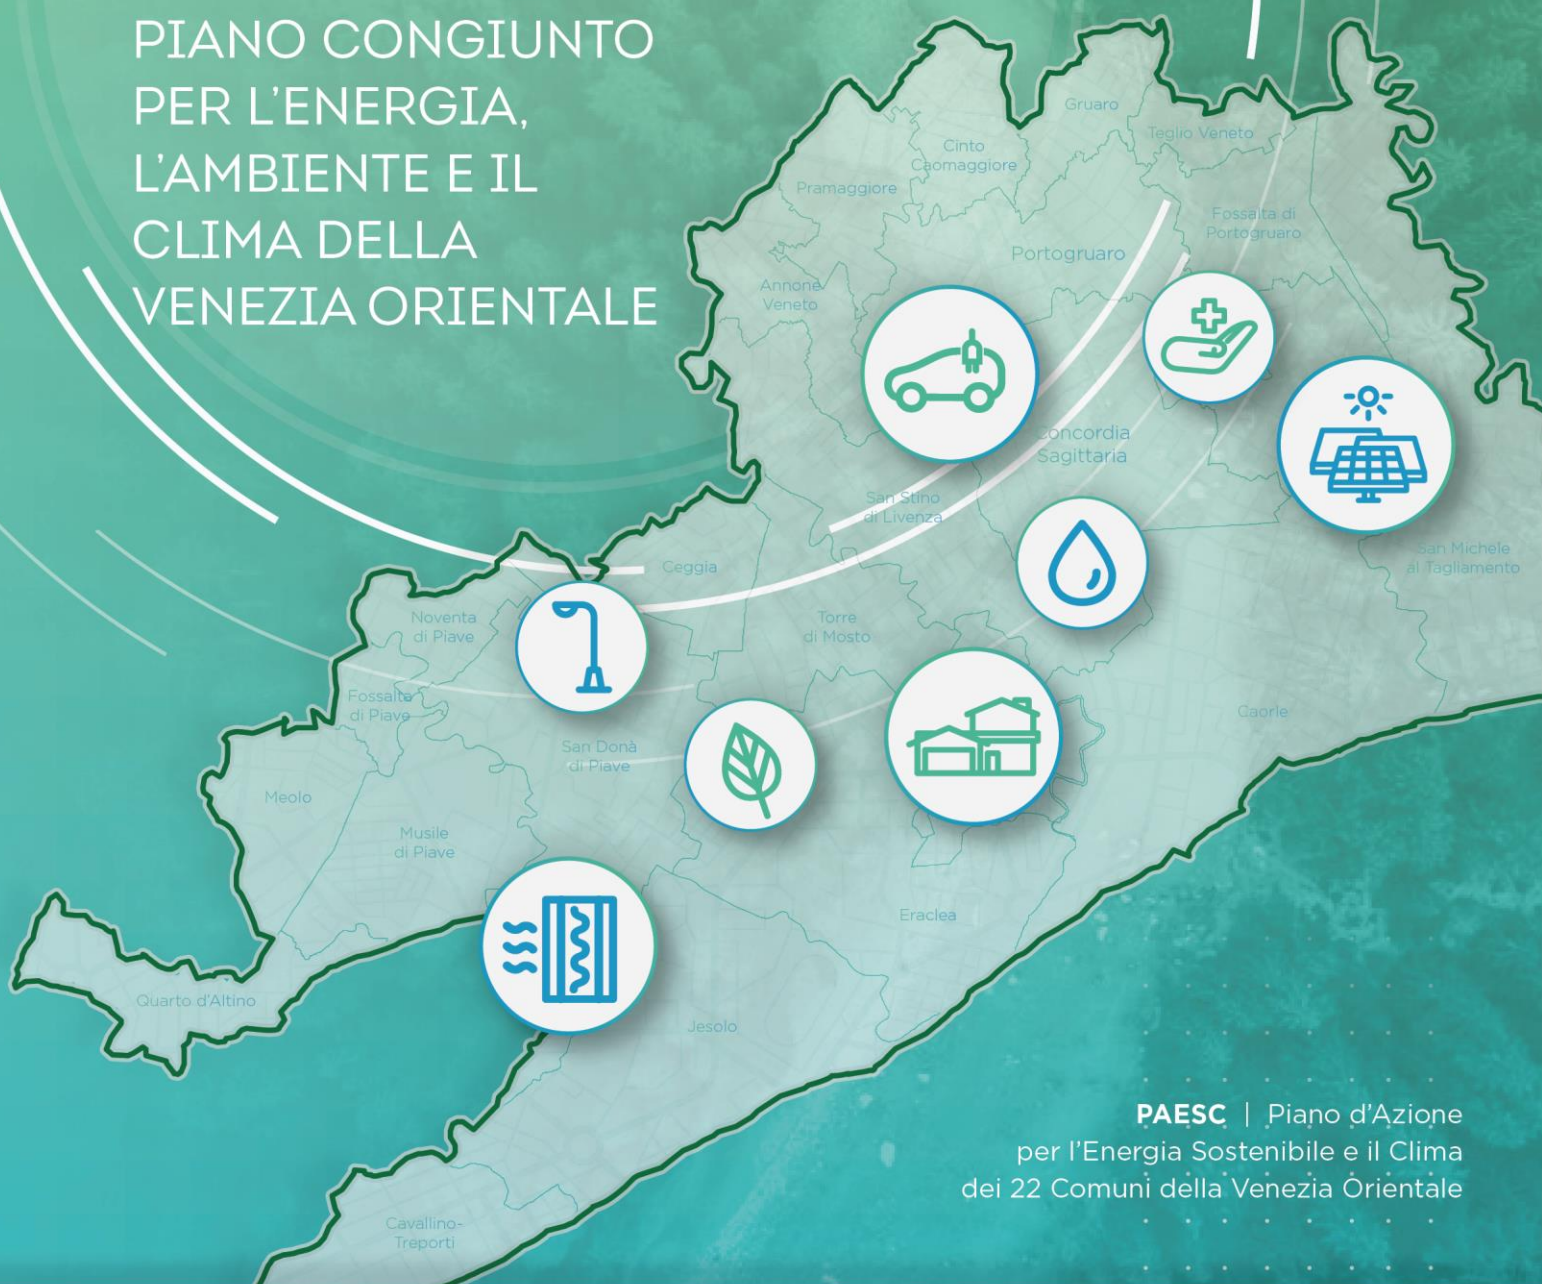 PIANO CONGIUNTO
PER L'ENERGIA,
L'AMBIENTE E IL
CLIMA DELLA
VENEZIA ORIENTALE
Gruaro
Teglio Veneto
Cinto
Caomaggiore
Pramaggiore
Fossalta di
Portogruaro
Portogruaro
Annone
Veneto
Concordia
Sagittaria
San Stino
di Livenza
San Michele
al Tagliamento
Ceggia
Noventa
di Piave
Torre
di Mosto
Fossalta
di Piave
Caorle
San Donà
di Piave
Meolo
Musile
di Piave
Eraclea
Quarto d'Altino
Jesolo
Cavallino-
Treporti
PAESC | Piano d'Azione
per l'Energia Sostenibile e il Clima
dei 22 Comuni della Venezia Orientale